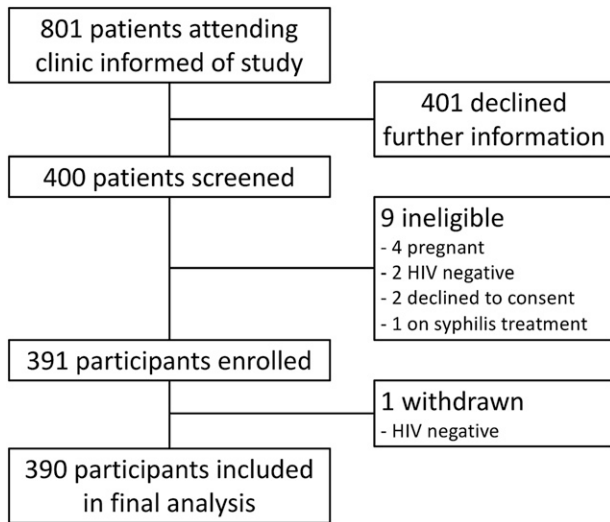 801 patients attending
clinic informed of study
401 declined
further information
400 patients screened
9 ineligible
- 4 pregnant
- 2 HIV negative
- 2 declined to consent
- 1 on syphilis treatment
391 participants enrolled
1 withdrawn
- HIV negative
390 participants included
in final analysis